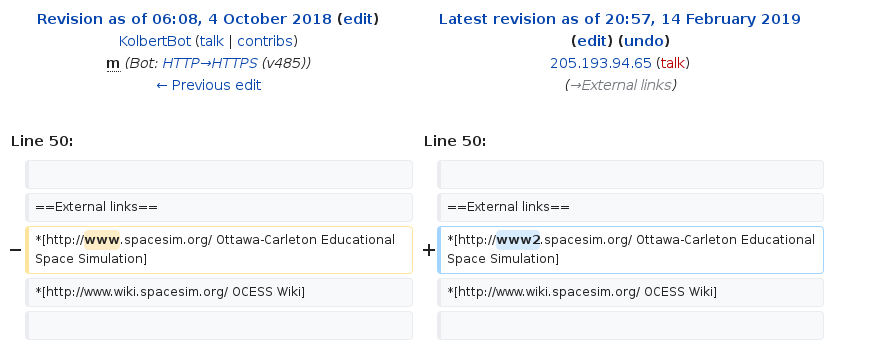 Revision as of 06:08, 4 October 2018 (edit)
KolbertBot (talk | contribs)
m (Bot: HTTP→HTTPS (v485))
← Previous edit
Latest revision as of 20:57, 14 February 2019
(edit) (undo)
205.193.94.65 (talk)
(→External links)
Line 50:
Line 50:
==External links==
==External links==
− *[http://www.spacesim.org/ Ottawa-Carleton Educational
Space Simulation]
+ *[http://www2.spacesim.org/ Ottawa-Carleton Educational
Space Simulation]
*[http://www.wiki.spacesim.org/ OCESS Wiki]
*[http://www.wiki.spacesim.org/ OCESS Wiki]